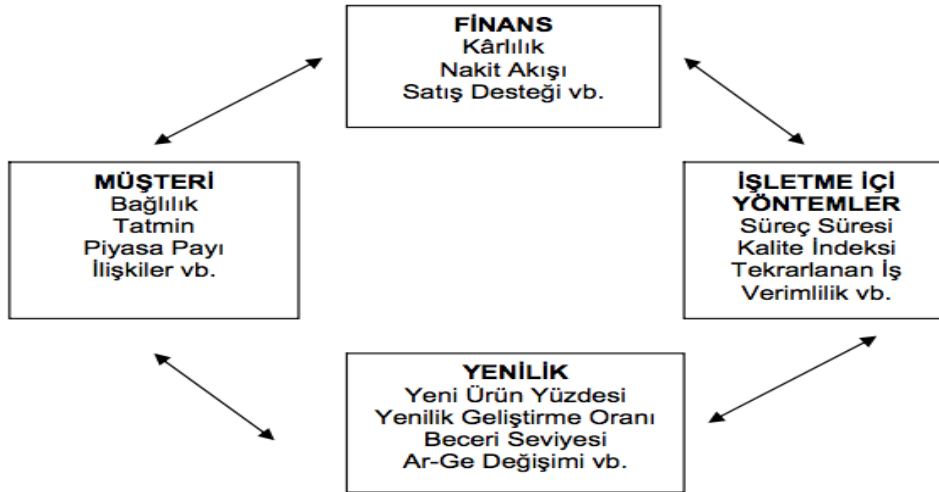 FİNANS
Kârlılık
Nakit Akışı
Satış Desteği vb.
MÜŞTERİ
Bağlılık
Tatmin
Piyasa Payı
İlişkiler vb.
İŞLETME İÇİ
YÖNTEMLER
Süreç Süresi
Kalite İndeksi
Tekrarlanan İş
Verimlilik vb.
YENİLİK
Yeni Ürün Yüzdesi
Yenilik Geliştirme Oranı
Beceri Seviyesi
Ar-Ge Değişimi vb.